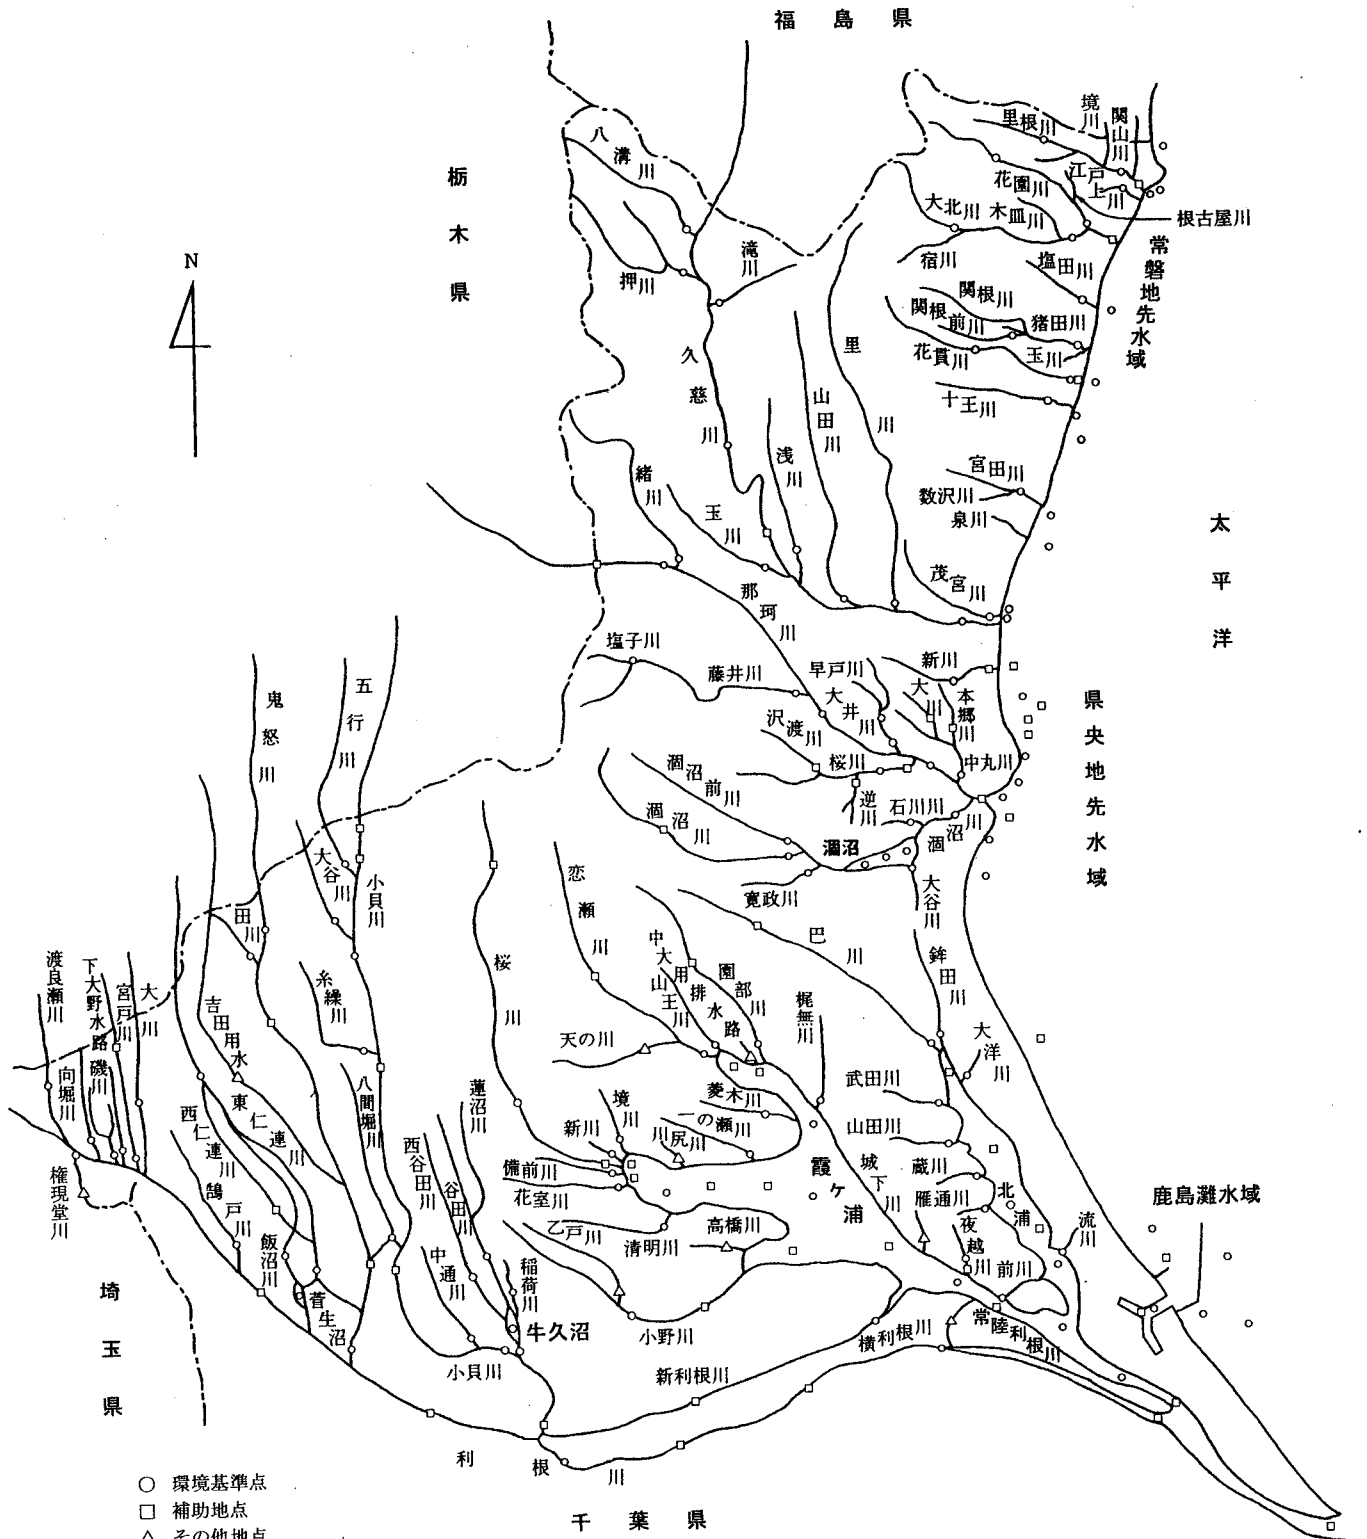 福島県
境川
関山川
里根川
八溝川
栃木県
江戸上川
花園川
大北川
木皿川
根古屋川
N
滝川
宿川
塩田川
常磐地先水域
押川
関根川
関根前川
猪田川
久慈川
里川
花貫川
玉川
山田川
十王川
浅川
宮田川
緒川
数沢川
玉川
泉川
太平洋
茂宮川
那珂川
塩子川
藤井川
早戸川
新川
五行川
鬼怒川
大井川
大川
本郷川
県央地先水域
沢渡川
桜川
中丸川
涸沼前川
逆川
石川川
涸沼川
涸沼川
涸沼
大谷川
小貝川
恋瀬川
寛政川
大谷川
田川
巴川
中大用排水路
園部川
鉾田川
渡良瀬川
下大野水路
宮戸川
大川
糸繰川
桜川
山王川
梶無川
吉田用水
天の川
大洋川
向堀川
磯川
八間堀川
蓮沼川
菱木川
武田川
東仁連川
境川
一の瀬川
西仁連川
新川
川尻川
山田川
西谷田川
備前川
霞ヶ浦
城下川
蔵川
権現堂川
鵠戸川
谷田川
花室川
雁通川
北浦
鹿島灘水域
乙戸川
高橋川
流川
飯沼川
清明川
夜越川
中通川
稲荷川
前川
埼玉県
菅生沼
牛久沼
小野川
横利根川
常陸利根川
小貝川
新利根川
利根川
○ 環境基準点
□ 補助地点
千葉県
△ その他地点